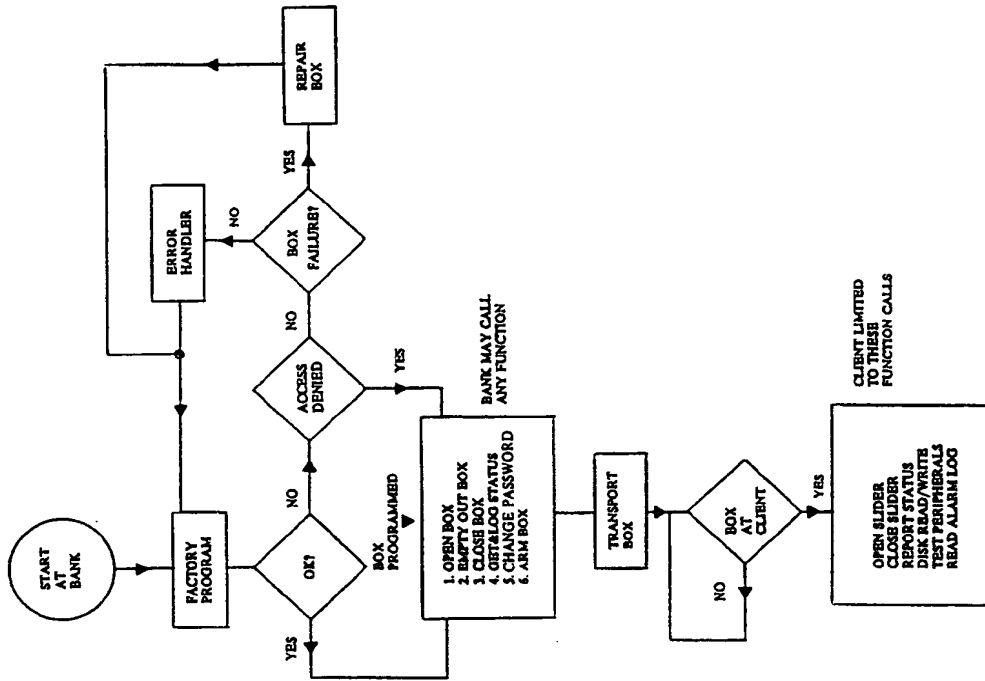 START
AT
BANK
FACTORY
PROGRAM
OK?
YES
NO
ACCESS
DENIED
NO
YES
BOX
FAILURE?
NO
YES
ERROR
HANDLER
REPAIR
BOX
BOX
PROGRAMMED
BANK MAY CALL
ANY FUNCTION
1. OPEN BOX
2. EMPTY OUT BOX
3. CLOSE BOX
4. GET&LOG STATUS
5. CHANGE PASSWORD
6. ARM BOX
TRANSPORT
BOX
BOX
AT
CLIENT
NO
YES
CLIENT LIMITED
TO THESE
FUNCTION CALLS
OPEN SLIDER
CLOSE SLIDER
REPORT STATUS
DISK READ/WRITE
TEST PERIPHERALS
READ ALARM LOG